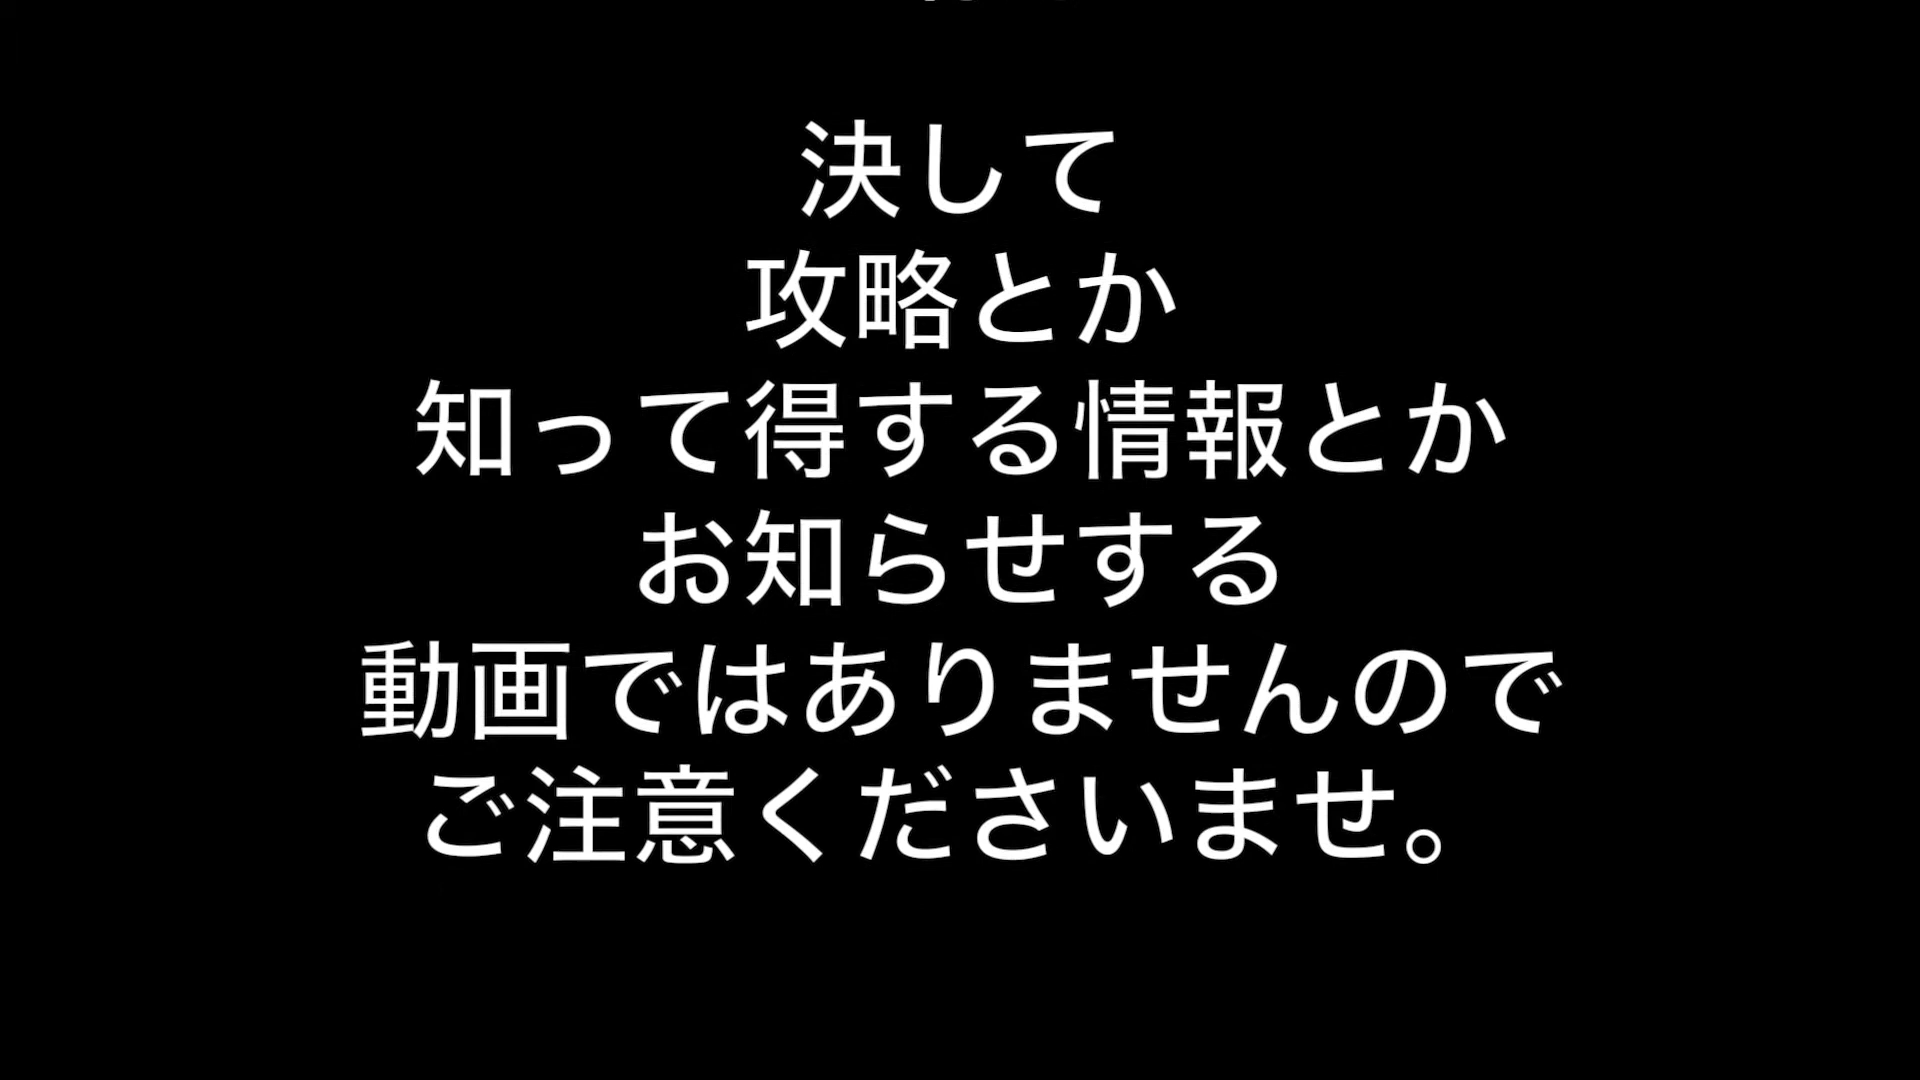 決して
攻略とか
知って得する情報とか
お知らせする
動画ではありませんので
ご注意くださいませ。